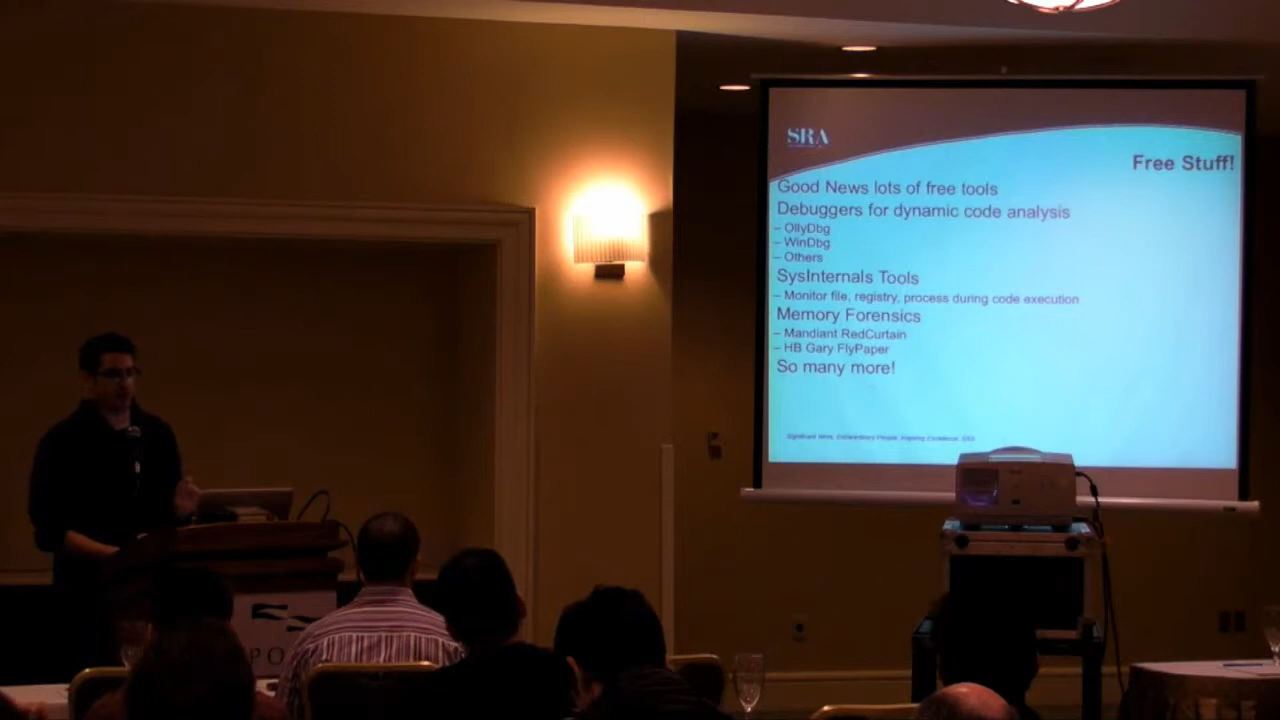 SRA
Free Stuff!
Good News lots of free tools
Debuggers for dynamic code analysis
– OllyDbg
– WinDbg
– Others
SysInternals Tools
– Monitor file, registry, process during code execution
Memory Forensics
– Mandiant RedCurtain
– HB Gary FlyPaper
So many more!
PO